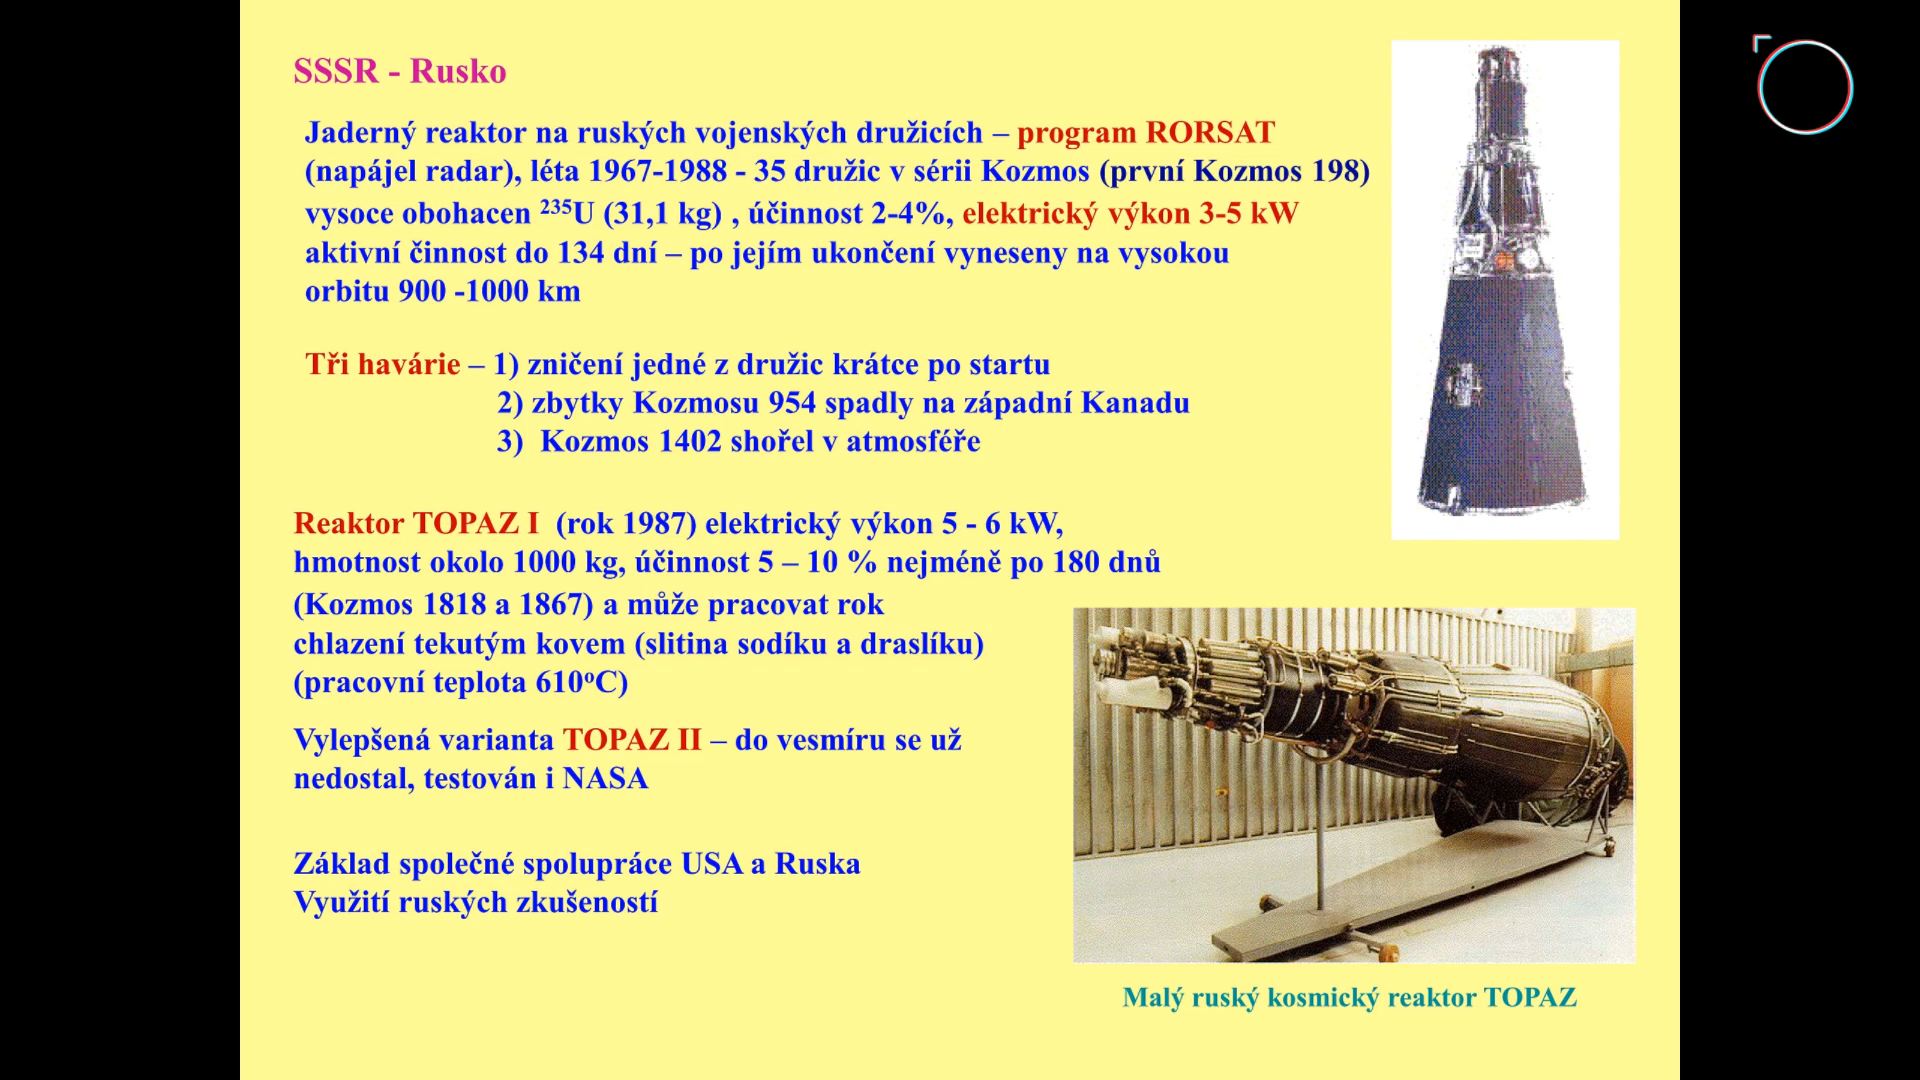 SSSR - Rusko
Jaderný reaktor na ruských vojenských družicích – program RORSAT
(napájel radar), léta 1967-1988 - 35 družic v sérii Kozmos (první Kozmos 198)
vysoce obohacen ²³⁵U (31,1 kg) , účinnost 2-4%, elektrický výkon 3-5 kW
aktivní činnost do 134 dní – po jejím ukončení vyneseny na vysokou
orbitu 900 -1000 km
Tři havárie – 1) zničení jedné z družic krátce po startu
2) zbytky Kozmosu 954 spadly na západní Kanadu
3) Kozmos 1402 shořel v atmosféře
Reaktor TOPAZ I (rok 1987) elektrický výkon 5 - 6 kW,
hmotnost okolo 1000 kg, účinnost 5 – 10 % nejméně po 180 dnů
(Kozmos 1818 a 1867) a může pracovat rok
chlazení tekutým kovem (slitina sodíku a draslíku)
(pracovní teplota 610ºC)
Vylepšená varianta TOPAZ II – do vesmíru se už
nedostal, testován i NASA
Základ společné spolupráce USA a Ruska
Využití ruských zkušeností
Malý ruský kosmický reaktor TOPAZ